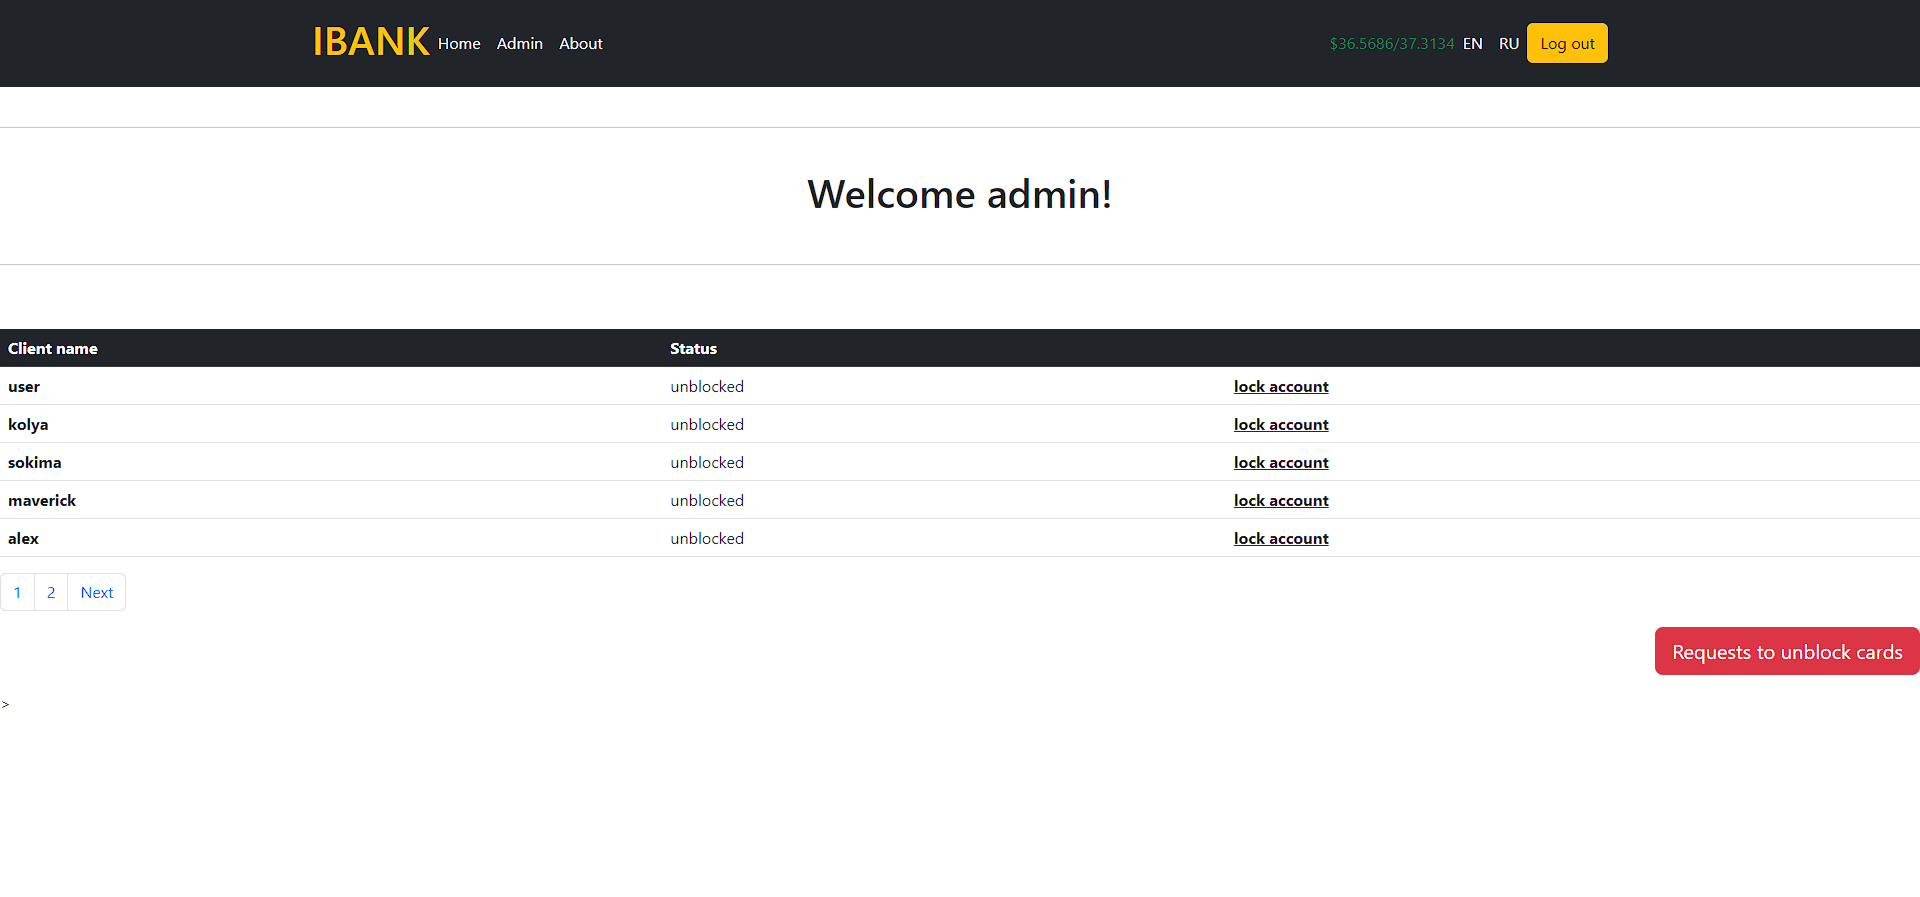 IBANK Home Admin About $36.5686/37.3134 EN RU Log out
Welcome admin!
Client name Status
user unblocked lock account
kolya unblocked lock account
sokima unblocked lock account
maverick unblocked lock account
alex unblocked lock account
1 2 Next
Requests to unblock cards
>